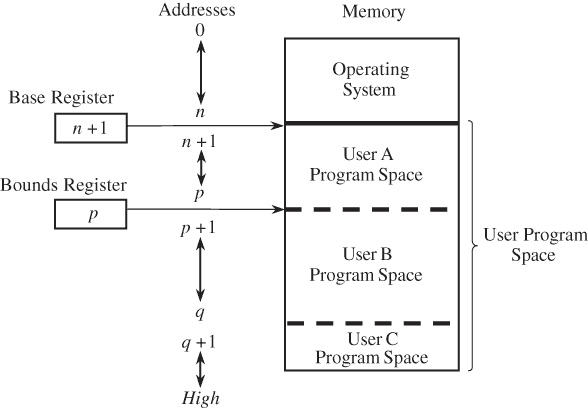 Addresses
Memory
0
Operating
System
Base Register
n
n + 1
n + 1
User A
Program Space
Bounds Register
p
p
p + 1
User B
Program Space
User Program
Space
q
q + 1
User C
Program Space
High